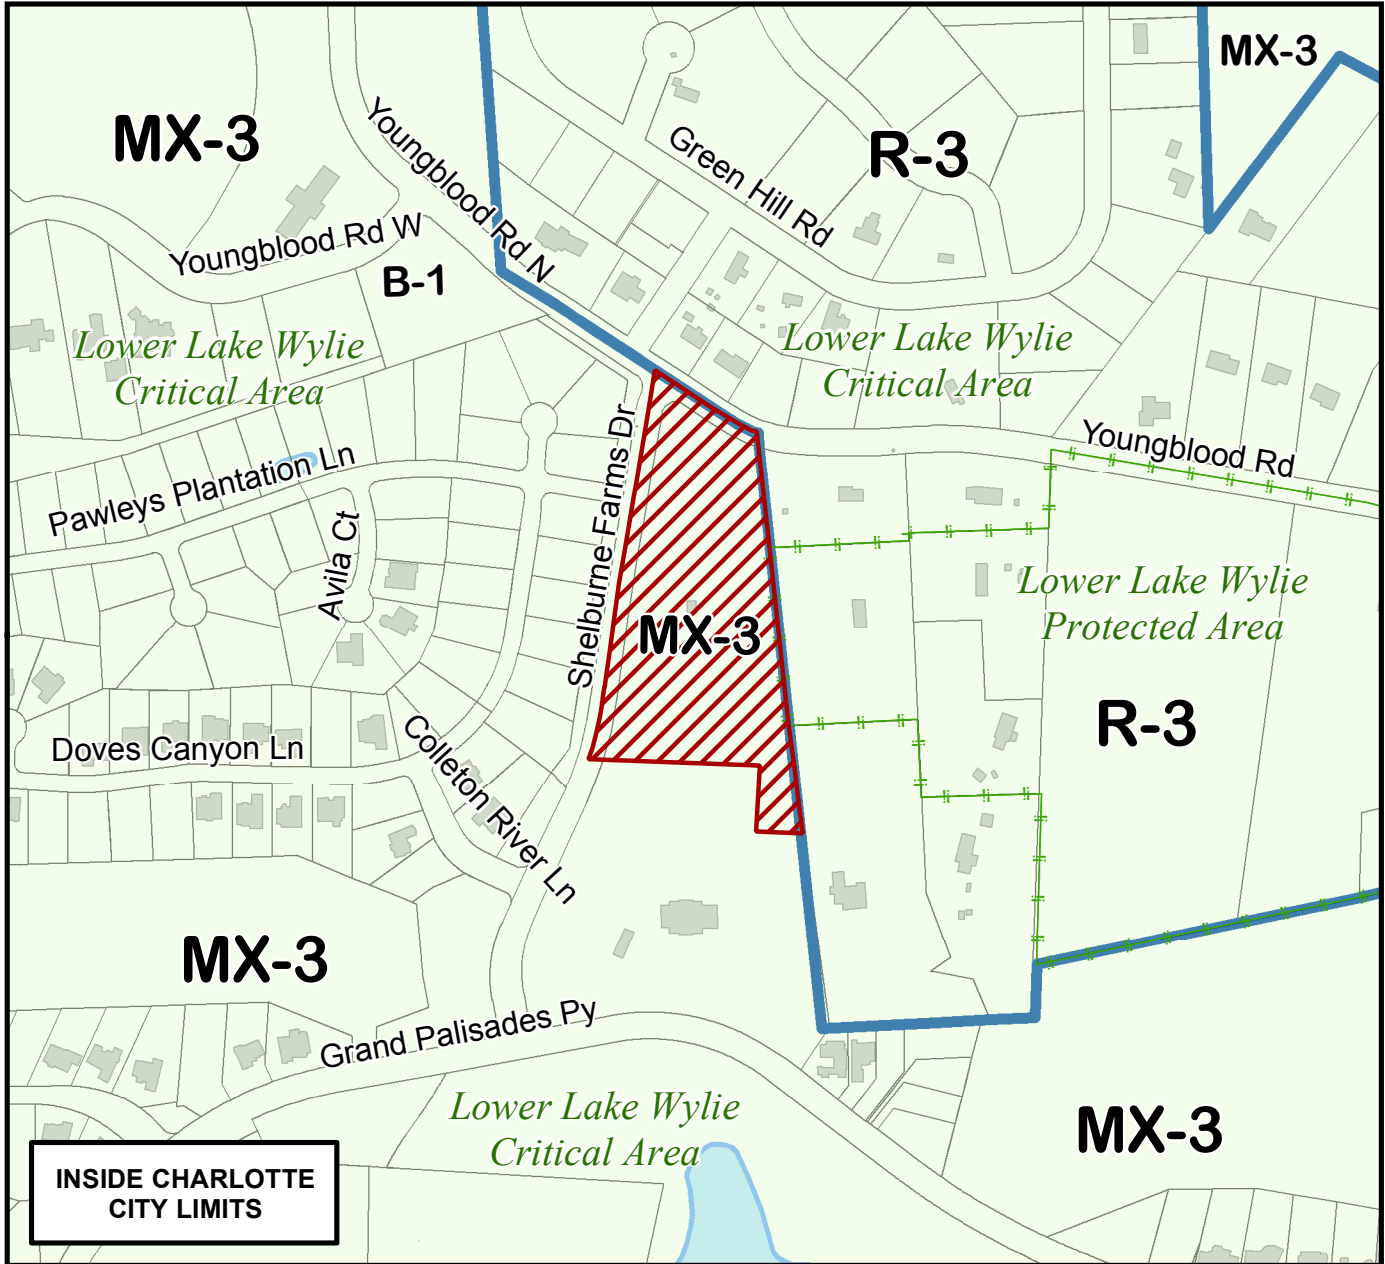 MX-3
MX-3
R-3
Youngblood Rd N
Green Hill Rd
Youngblood Rd W
B-1
Lower Lake Wylie
Critical Area
Lower Lake Wylie
Critical Area
Shelburne Farms Dr
Youngblood Rd
Pawleys Plantation Ln
Avila Ct
Lower Lake Wylie
Protected Area
MX-3
R-3
Doves Canyon Ln
Colleton River Ln
MX-3
Grand Palisades Py
Lower Lake Wylie
Critical Area
MX-3
INSIDE CHARLOTTE
CITY LIMITS